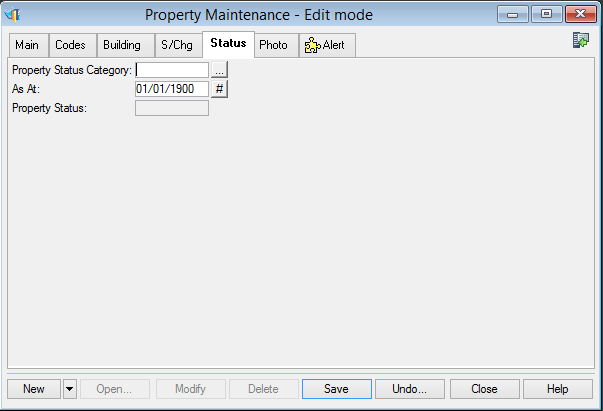 Property Maintenance - Edit mode
Main Codes Building S/Chg Status Photo Alert
Property Status Category: ...
As At: 01/01/1900 #
Property Status:
New Open... Modify Delete Save Undo... Close Help